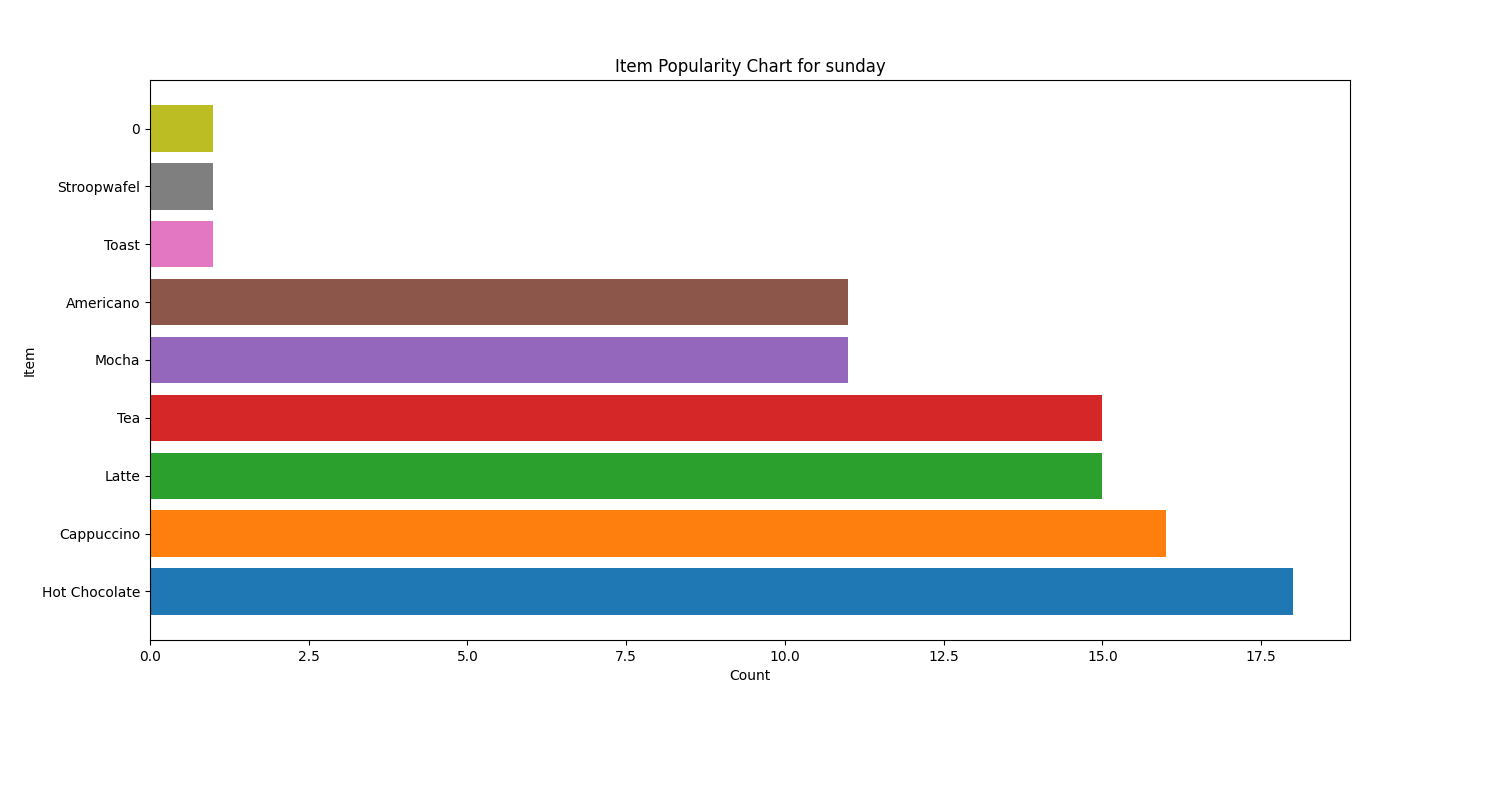 Item Popularity Chart for sunday
0
Stroopwafel
Toast
Americano
Mocha
Tea
Latte
Cappuccino
Hot Chocolate
Item
0.0 2.5 5.0 7.5 10.0 12.5 15.0 17.5
Count